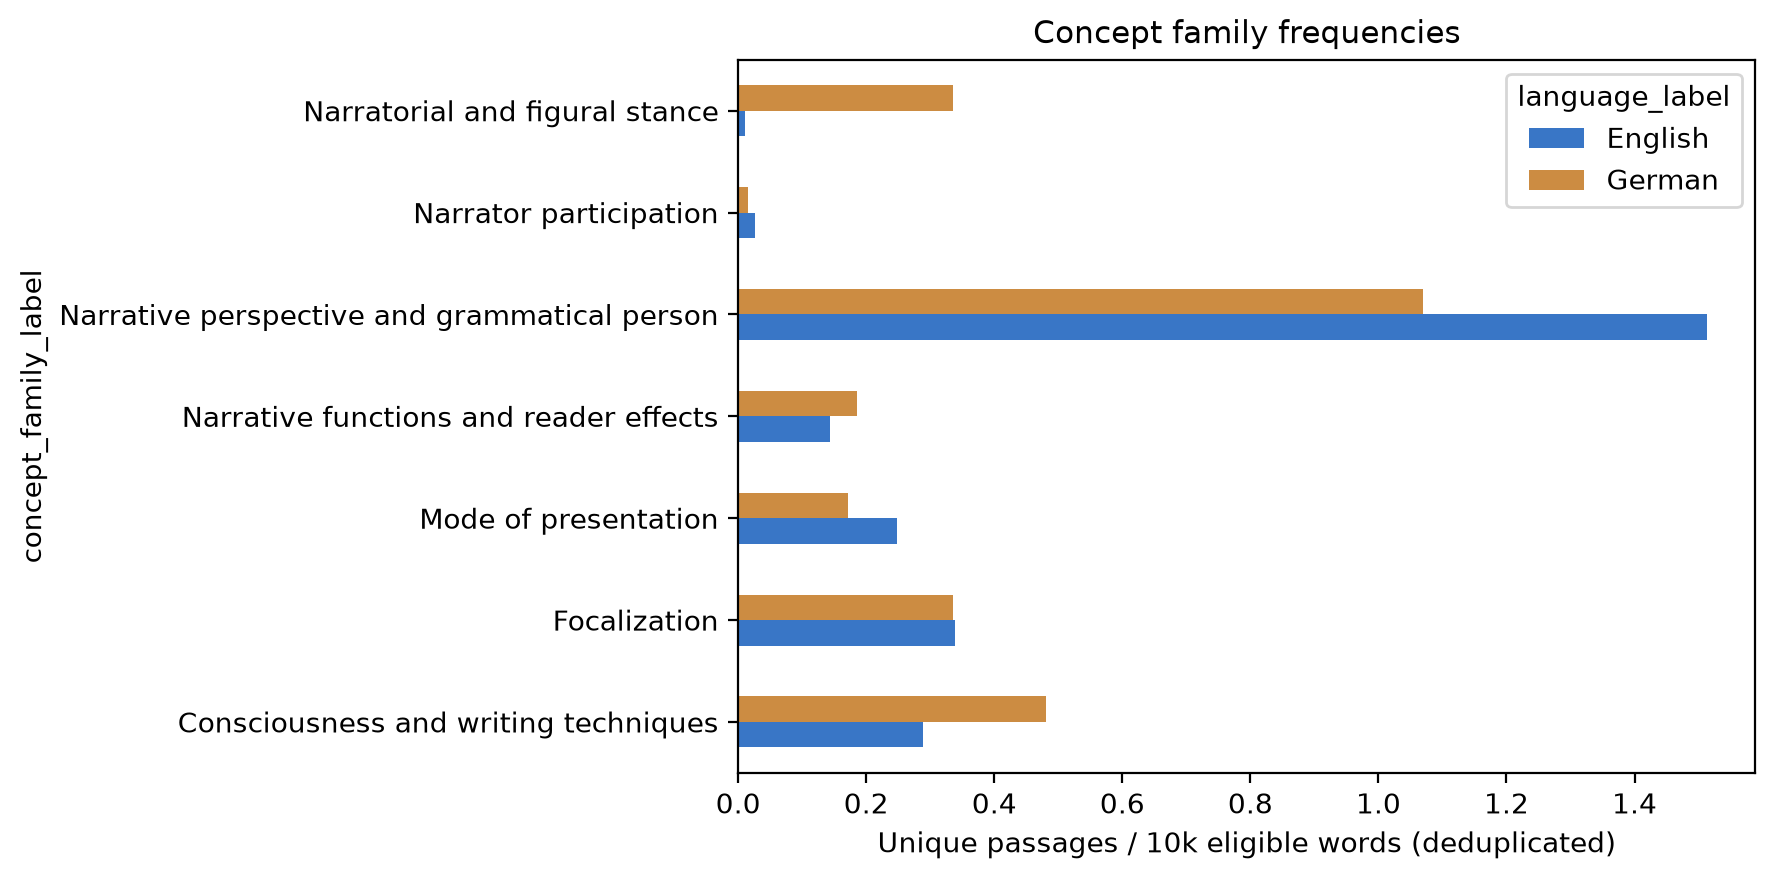 Concept family frequencies
language_label
English
German
concept_family_label
Narratorial and figural stance
Narrator participation
Narrative perspective and grammatical person
Narrative functions and reader effects
Mode of presentation
Focalization
Consciousness and writing techniques
0.0 0.2 0.4 0.6 0.8 1.0 1.2 1.4
Unique passages / 10k eligible words (deduplicated)